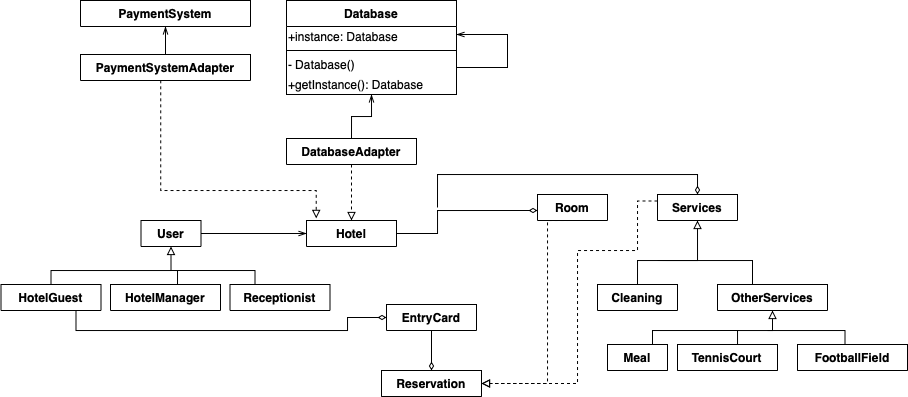 PaymentSystem
Database
+instance: Database
- Database()
+getInstance(): Database
PaymentSystemAdapter
DatabaseAdapter
Room
Services
User
Hotel
HotelGuest
HotelManager
Receptionist
Cleaning
OtherServices
EntryCard
Meal
TennisCourt
FootballField
Reservation